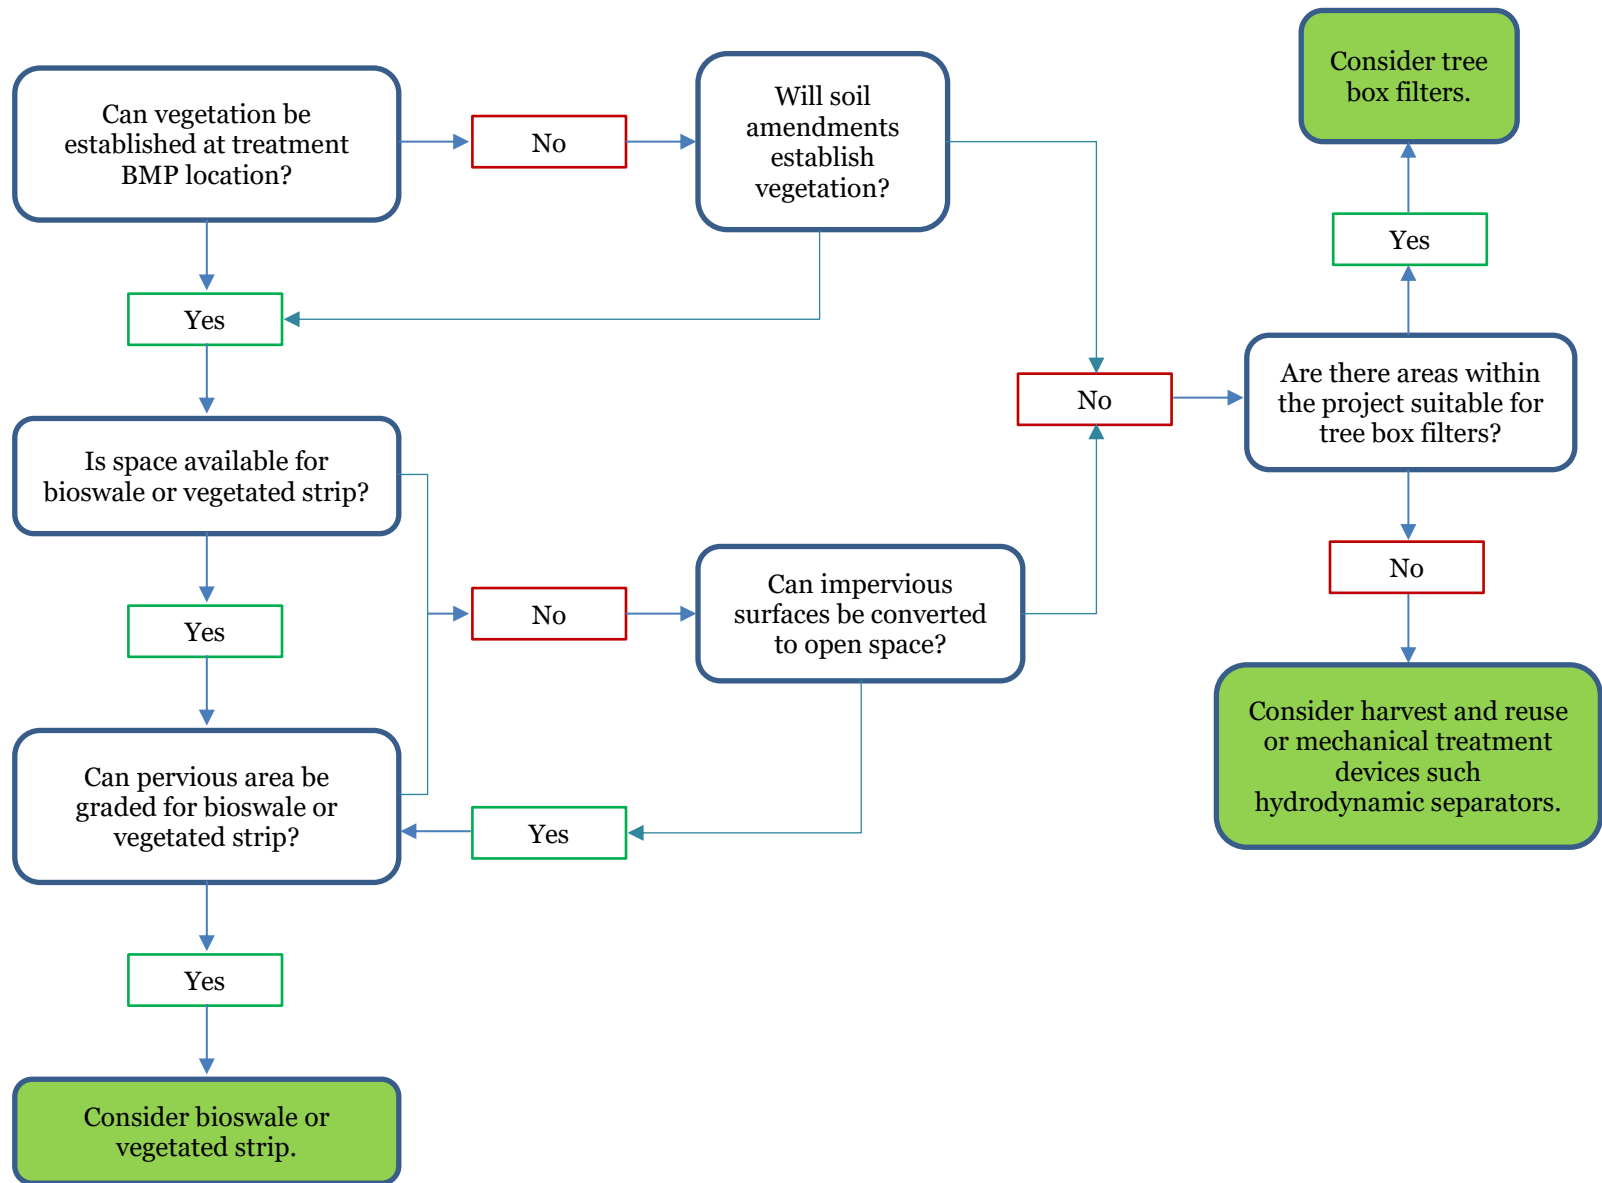 Can vegetation be
established at treatment
BMP location?
No
Will soil
amendments
establish
vegetation?
Consider tree
box filters.
Yes
Yes
Are there areas within
the project suitable for
tree box filters?
No
Is space available for
bioswale or vegetated strip?
No
Yes
No
Can impervious
surfaces be converted
to open space?
Consider harvest and reuse
or mechanical treatment
devices such
hydrodynamic separators.
Can pervious area be
graded for bioswale or
vegetated strip?
Yes
Yes
Consider bioswale or
vegetated strip.